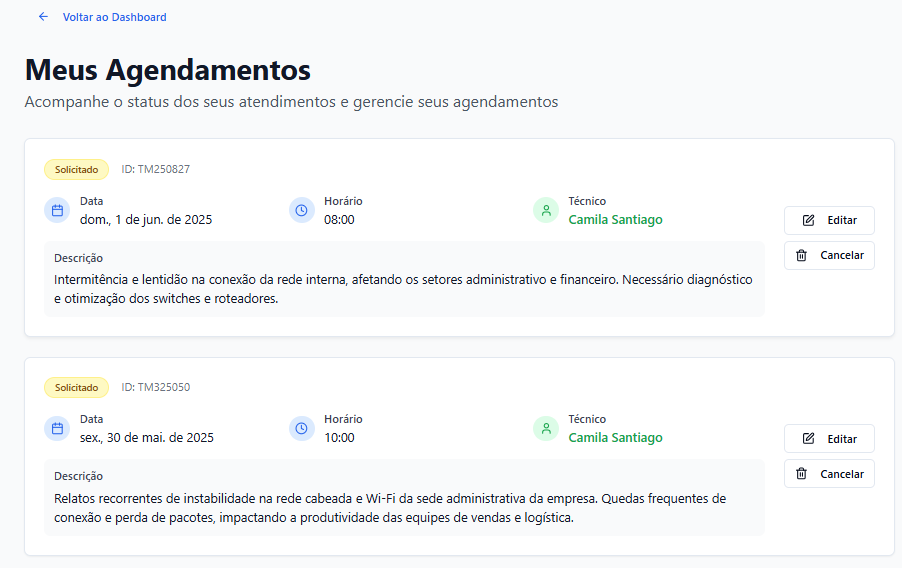 Voltar ao Dashboard
Meus Agendamentos
Acompanhe o status dos seus atendimentos e gerencie seus agendamentos
Solicitado ID: TM250827
Data Horário Técnico
dom., 1 de jun. de 2025 08:00 Camila Santiago
Editar
Cancelar
Descrição
Intermitência e lentidão na conexão da rede interna, afetando os setores administrativo e financeiro. Necessário diagnóstico
e otimização dos switches e roteadores.
Solicitado ID: TM325050
Data Horário Técnico
sex., 30 de mai. de 2025 10:00 Camila Santiago
Editar
Cancelar
Descrição
Relatos recorrentes de instabilidade na rede cabeada e Wi-Fi da sede administrativa da empresa. Quedas frequentes de
conexão e perda de pacotes, impactando a produtividade das equipes de vendas e logística.